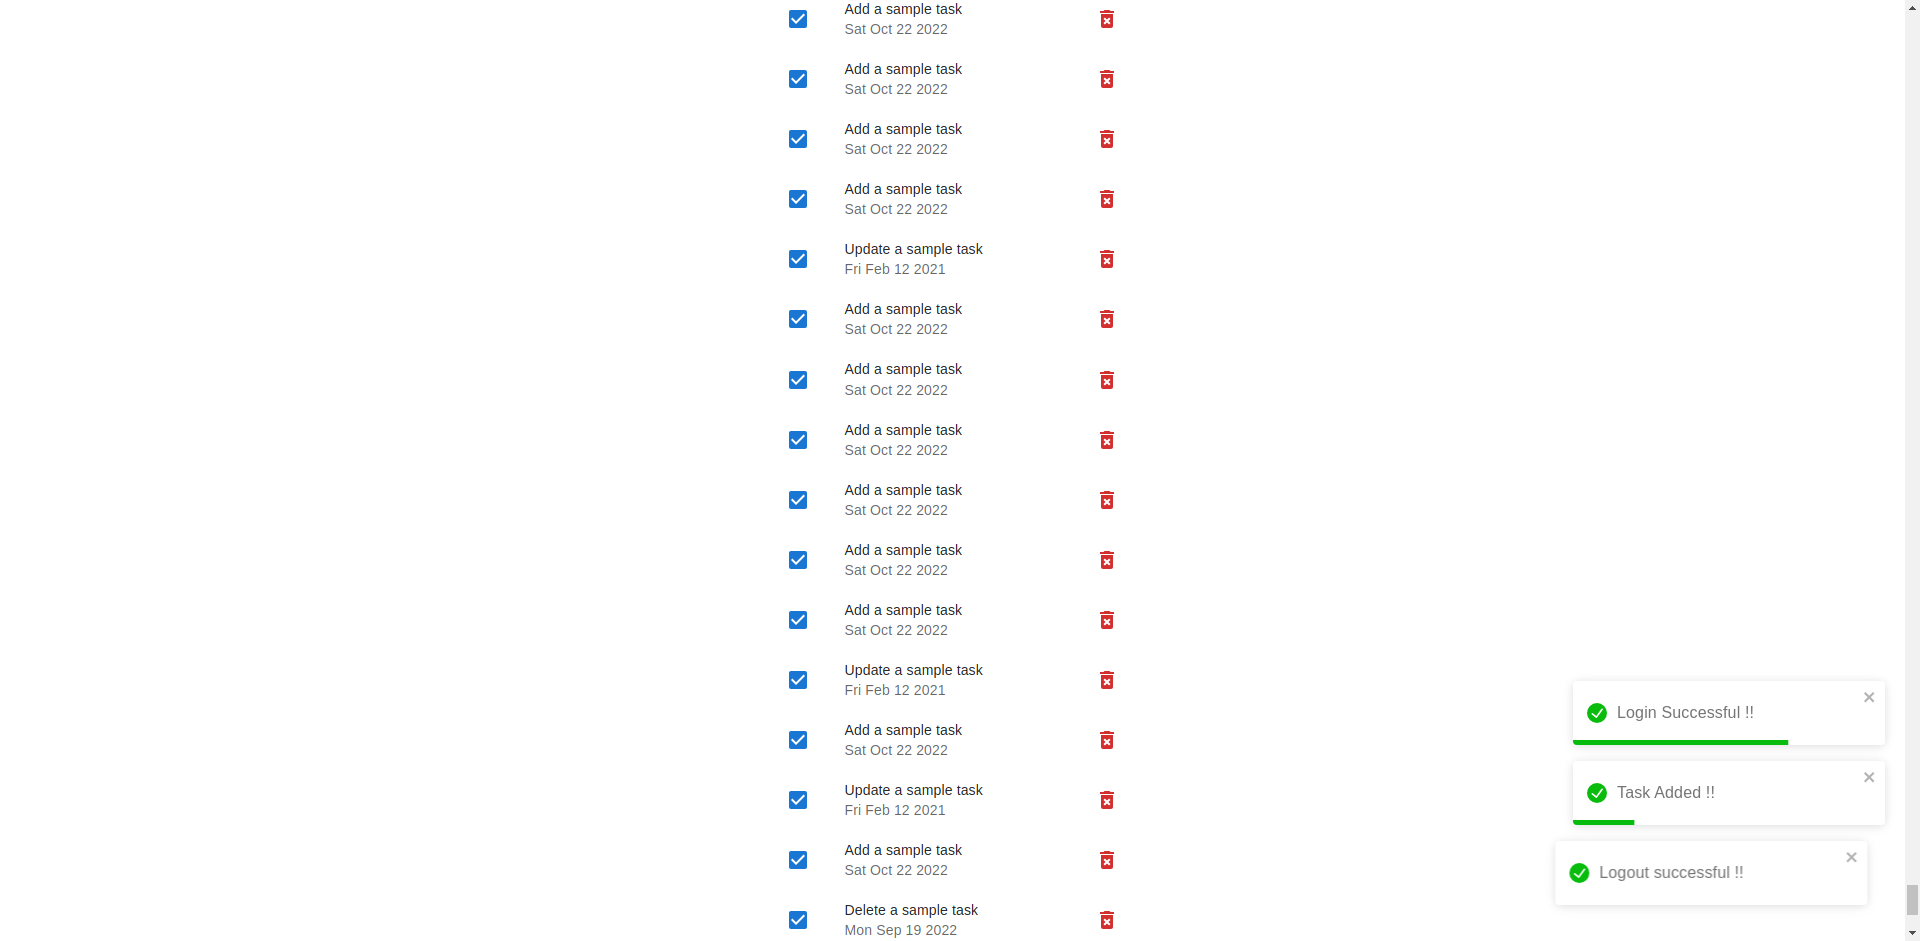 Add a sample task
Sat Oct 22 2022
Add a sample task
Sat Oct 22 2022
Add a sample task
Sat Oct 22 2022
Add a sample task
Sat Oct 22 2022
Update a sample task
Fri Feb 12 2021
Add a sample task
Sat Oct 22 2022
Add a sample task
Sat Oct 22 2022
Add a sample task
Sat Oct 22 2022
Add a sample task
Sat Oct 22 2022
Add a sample task
Sat Oct 22 2022
Add a sample task
Sat Oct 22 2022
Update a sample task
Fri Feb 12 2021
Add a sample task
Sat Oct 22 2022
Update a sample task
Fri Feb 12 2021
Add a sample task
Sat Oct 22 2022
Delete a sample task
Mon Sep 19 2022
Login Successful !!
Task Added !!
Logout successful !!